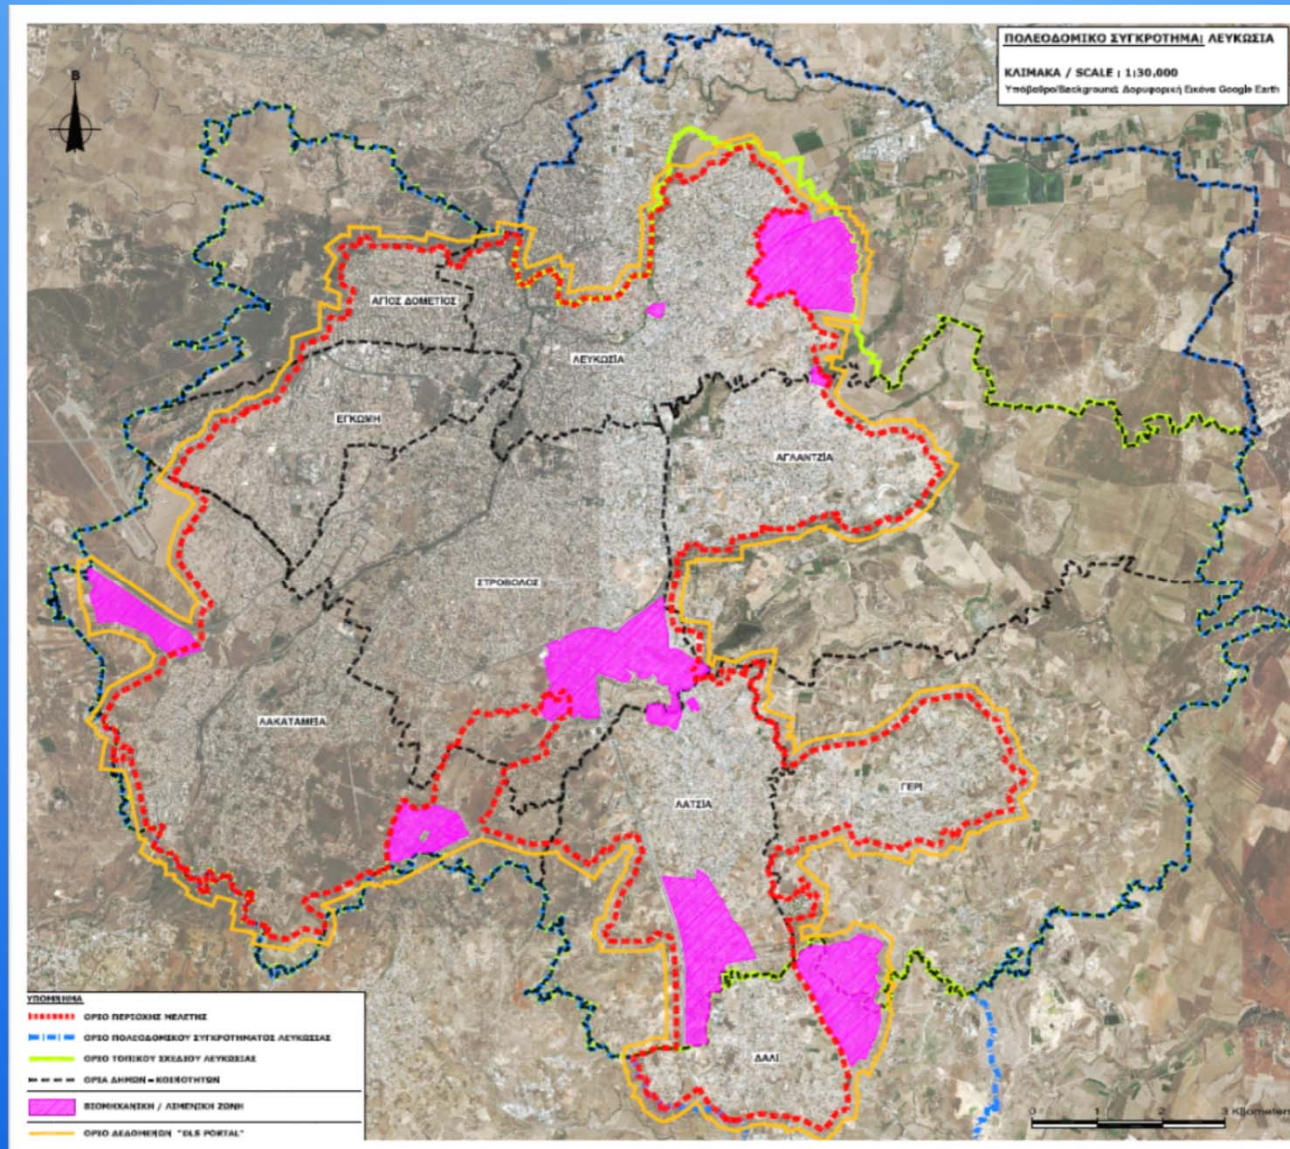 ΠΟΛΕΟΔΟΜΙΚΟ ΣΥΓΚΡΟΤΗΜΑ: ΛΕΥΚΩΣΙΑ
ΚΛΙΜΑΚΑ / SCALE : 1:30,000
Υπόβαθρο/Background: Δορυφορική Εικόνα Google Earth
Β
ΑΓΙΟΣ ΔΟΜΕΤΙΟΣ
ΛΕΥΚΩΣΙΑ
ΕΓΚΩΜΗ
ΑΓΛΑΝΤΖΙΑ
ΣΤΡΟΒΟΛΟΣ
ΛΑΚΑΤΑΜΕΙΑ
ΓΕΡΙ
ΛΑΤΣΙΑ
ΔΑΛΙ
ΥΠΟΜΝΗΜΑ
ΟΡΙΟ ΠΕΡΙΟΧΗΣ ΜΕΛΕΤΗΣ
ΟΡΙΟ ΠΟΛΕΟΔΟΜΙΚΟΥ ΣΥΓΚΡΟΤΗΜΑΤΟΣ ΛΕΥΚΩΣΙΑΣ
ΟΡΙΟ ΤΟΠΙΚΟΥ ΣΧΕΔΙΟΥ ΛΕΥΚΩΣΙΑΣ
ΟΡΙΑ ΔΗΜΩΝ - ΚΟΙΝΟΤΗΤΩΝ
ΒΙΟΜΗΧΑΝΙΚΗ / ΛΙΜΕΝΙΚΗ ΖΩΝΗ
ΟΡΙΟ ΔΕΔΟΜΕΝΩΝ "DLS PORTAL"
0 1 2 3 Kilometers